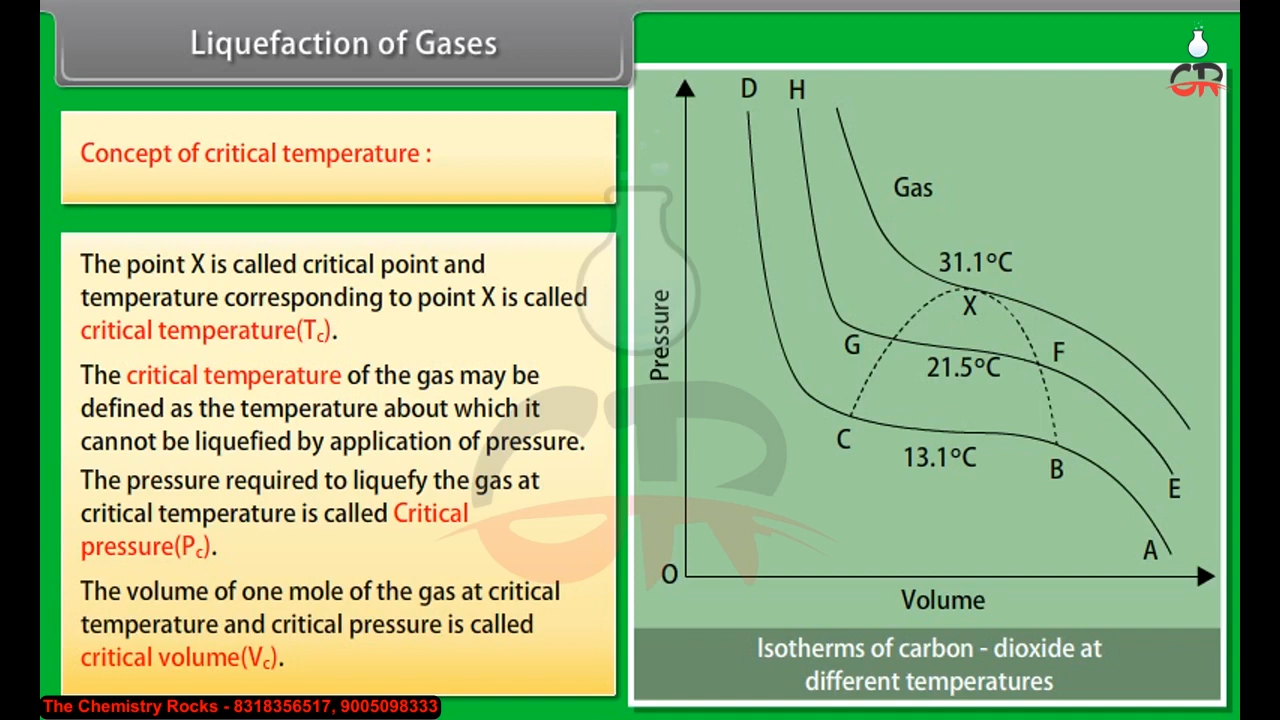 Liquefaction of Gases
Concept of critical temperature :
The point X is called critical point and
temperature corresponding to point X is called
critical temperature(Tc).
The critical temperature of the gas may be
defined as the temperature about which it
cannot be liquefied by application of pressure.
The pressure required to liquefy the gas at
critical temperature is called Critical
pressure(Pc).
The volume of one mole of the gas at critical
temperature and critical pressure is called
critical volume(Vc).
CR
D H
Gas
31.1°C
X
G
F
21.5°C
C
13.1°C
B
E
A
O
Pressure
Volume
Isotherms of carbon - dioxide at
different temperatures
The Chemistry Rocks - 8318356517, 9005098333